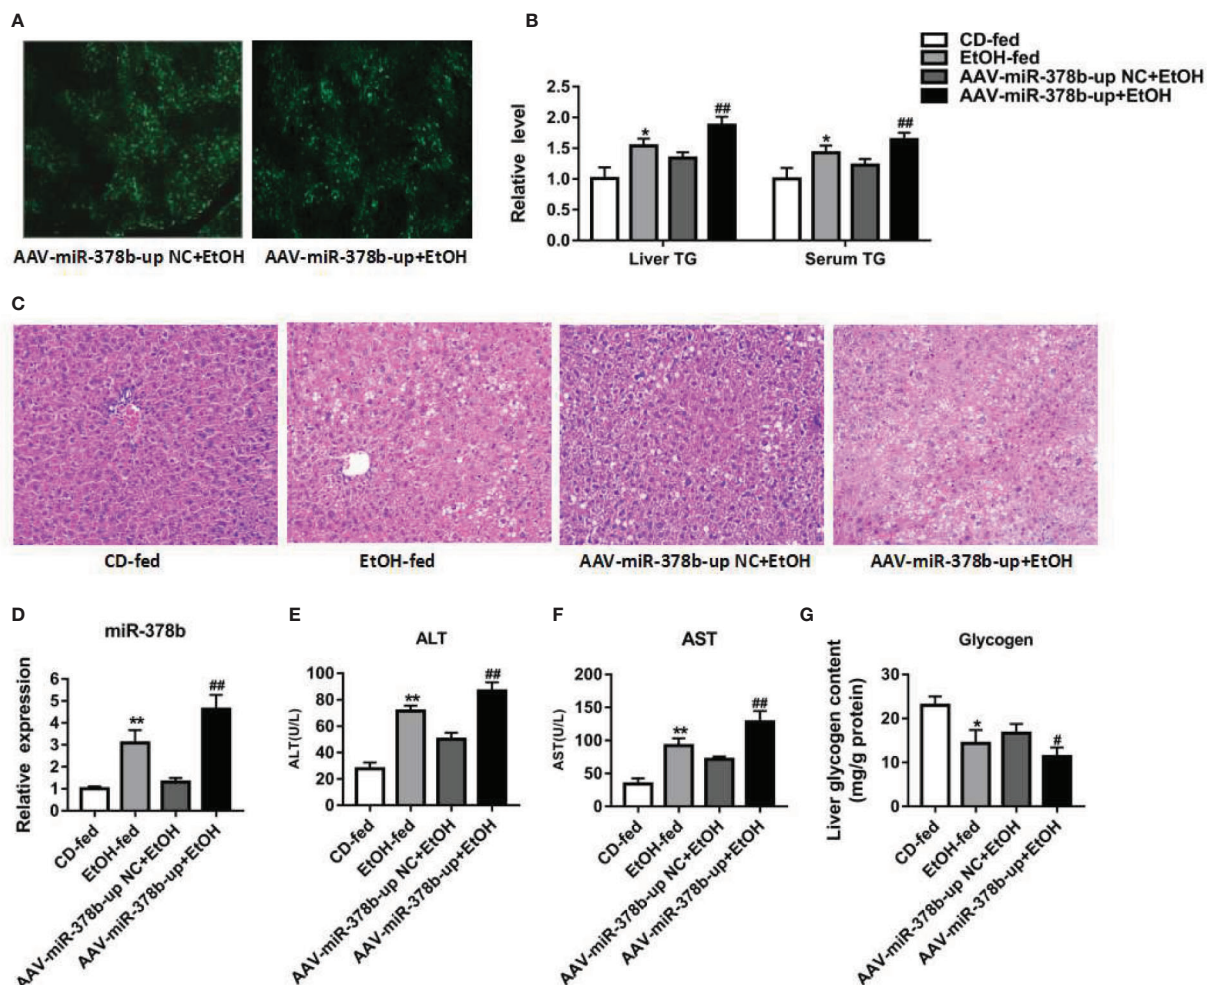 A
AAV-miR-378b-up NC+EtOH
AAV-miR-378b-up+EtOH
B
CD-fed
EtOH-fed
AAV-miR-378b-up NC+EtOH
AAV-miR-378b-up+EtOH
Relative level
2.5
2.0
1.5
1.0
0.5
0.0
*
##
*
##
Liver TG
Serum TG
C
CD-fed
EtOH-fed
AAV-miR-378b-up NC+EtOH
AAV-miR-378b-up+EtOH
D
miR-378b
Relative expression
6
5
4
3
2
1
0
**
##
CD-fed
EtOH-fed
AAV-miR-378b-up NC+EtOH
AAV-miR-378b-up+EtOH
E
ALT
ALT(U/L)
100
80
60
40
20
0
**
##
CD-fed
EtOH-fed
AAV-miR-378b-up NC+EtOH
AAV-miR-378b-up+EtOH
F
AST
AST(U/L)
200
150
100
50
0
**
##
CD-fed
EtOH-fed
AAV-miR-378b-up NC+EtOH
AAV-miR-378b-up+EtOH
G
Glycogen
Liver glycogen content
(mg/g protein)
30
20
10
0
*
#
CD-fed
EtOH-fed
AAV-miR-378b-up NC+EtOH
AAV-miR-378b-up+EtOH